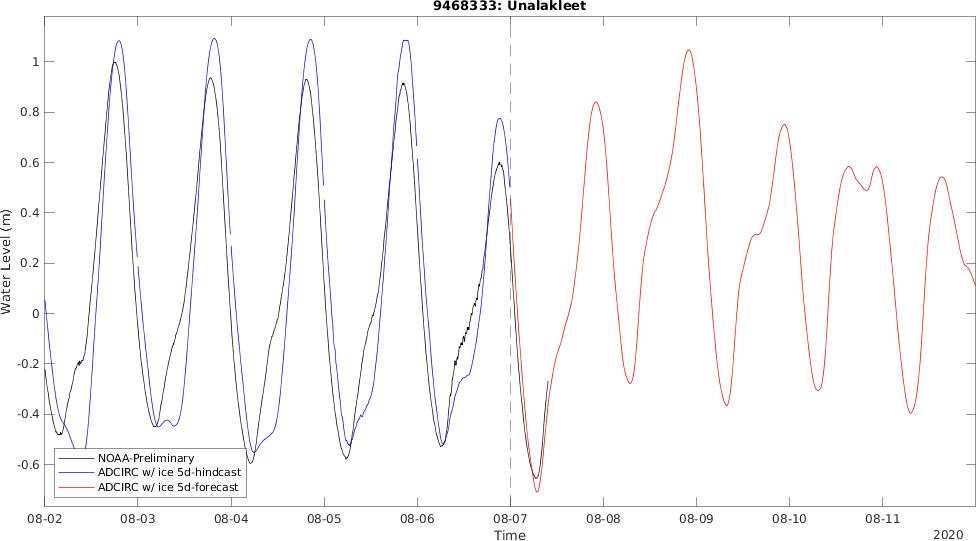 9468333: Unalakleet
Water Level (m)
1
0.8
0.6
0.4
0.2
0
-0.2
-0.4
-0.6
NOAA-Preliminary
ADCIRC w/ ice 5d-hindcast
ADCIRC w/ ice 5d-forecast
08-02 08-03 08-04 08-05 08-06 08-07 08-08 08-09 08-10 08-11
Time
2020